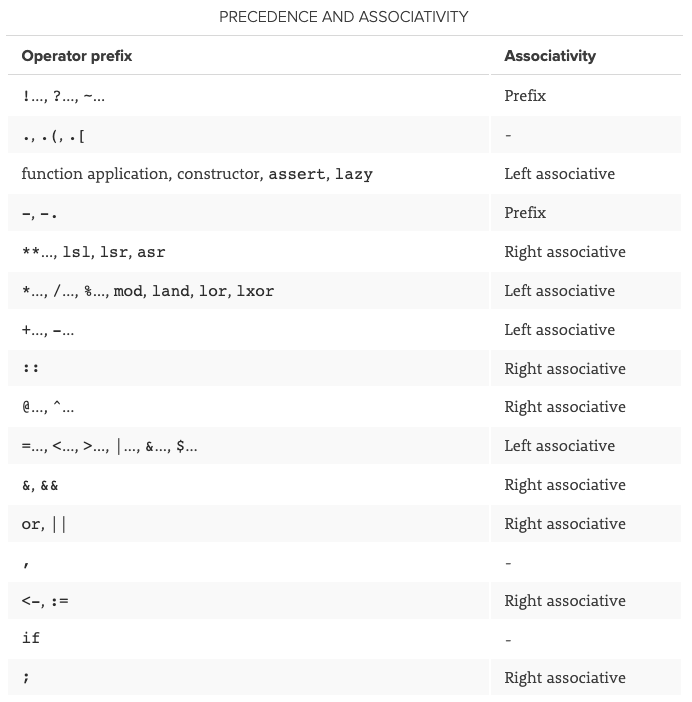 PRECEDENCE AND ASSOCIATIVITY
Operator prefix Associativity
!…, ?…, ~… Prefix
., .(, .[ -
function application, constructor, assert, lazy Left associative
-, -. Prefix
**…, lsl, lsr, asr Right associative
*…, /…, %…, mod, land, lor, lxor Left associative
+…, -… Left associative
:: Right associative
@…, ^… Right associative
=…, <…, >…, |…, &…, $… Left associative
&, && Right associative
or, || Right associative
, -
<-, := Right associative
if -
; Right associative